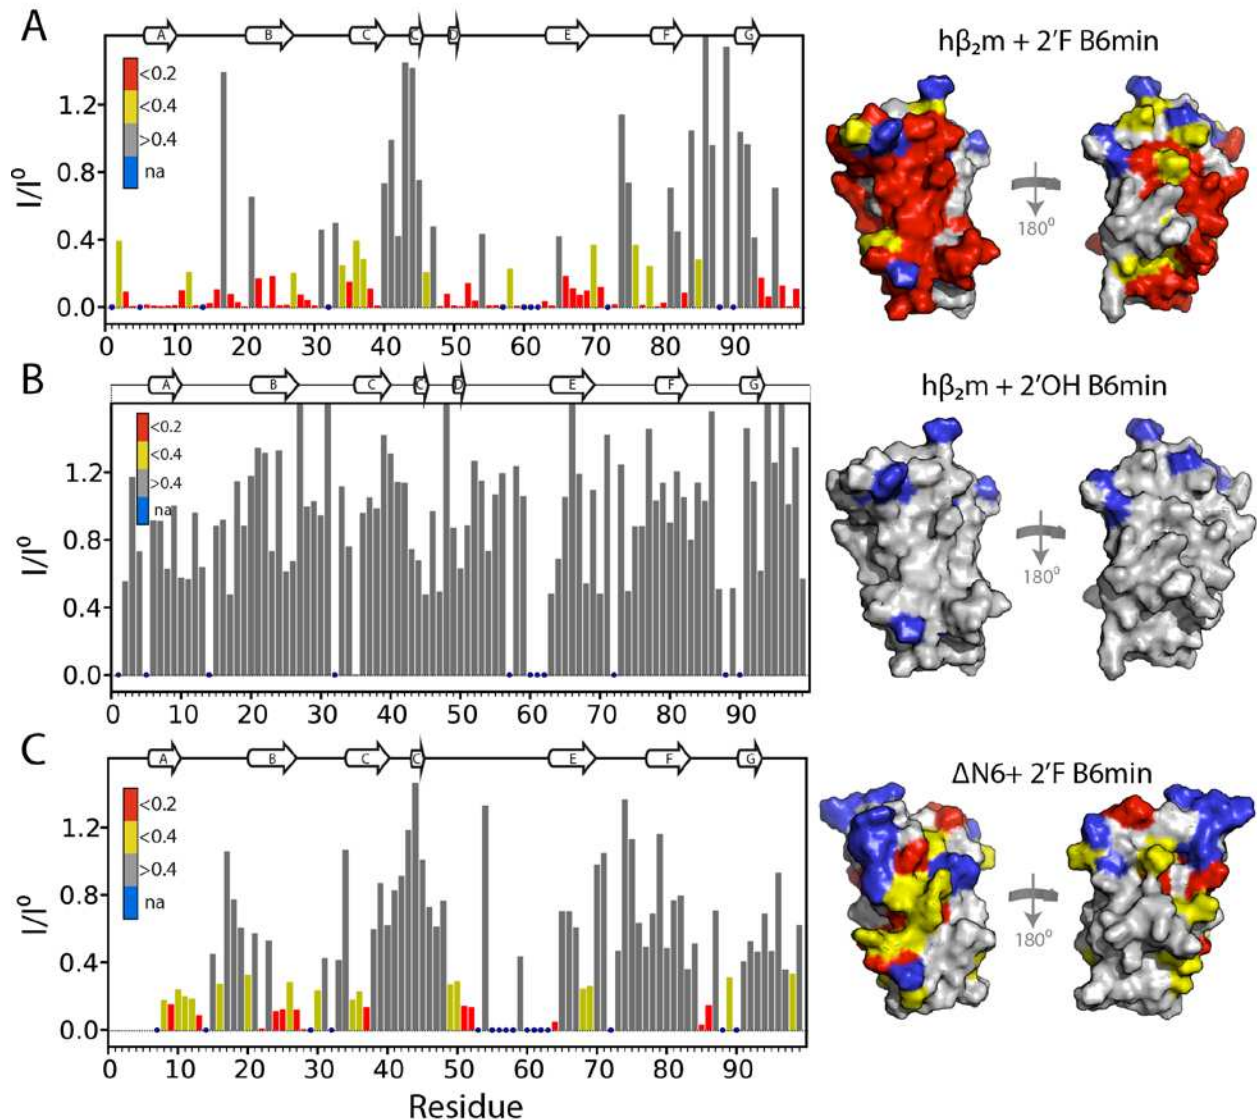 A
A B C C' D E F G
<0.2
<0.4
>0.4
na
I/I⁰
1.2
0.8
0.4
0.0
0 10 20 30 40 50 60 70 80 90
hβ₂m + 2'F B6min
180⁰
B
A B C C D E F G
<0.2
<0.4
>0.4
na
I/I⁰
1.2
0.8
0.4
0.0
0 10 20 30 40 50 60 70 80 90
hβ₂m + 2'OH B6min
180⁰
C
A B C C E F G
<0.2
<0.4
>0.4
na
I/I⁰
1.2
0.8
0.4
0.0
0 10 20 30 40 50 60 70 80 90
Residue
ΔN6+ 2'F B6min
180⁰